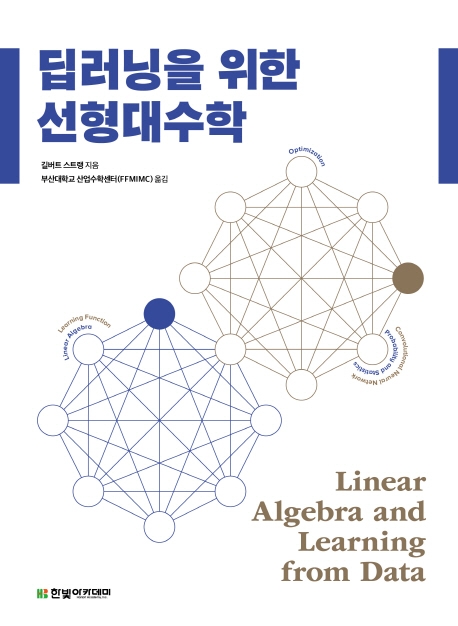 딥러닝을 위한
선형대수학
길버트 스트랭 지음
부산대학교 산업수학센터(FFMIMC) 옮김
Optimization
Learning Function
Linear Algebra
Convolutional Neural Network
Probability and Statistics
Linear
Algebra and
Learning
from Data
HB 한빛아카데미